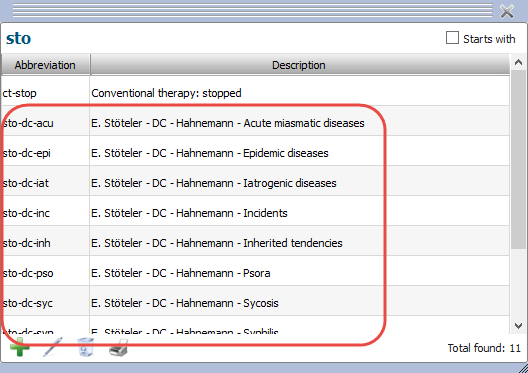 sto
Starts with
Abbreviation Description
ct-stop Conventional therapy: stopped
sto-dc-acu E. Stöteler - DC - Hahnemann - Acute miasmatic diseases
sto-dc-epi E. Stöteler - DC - Hahnemann - Epidemic diseases
sto-dc-iat E. Stöteler - DC - Hahnemann - Iatrogenic diseases
sto-dc-inc E. Stöteler - DC - Hahnemann - Incidents
sto-dc-inh E. Stöteler - DC - Hahnemann - Inherited tendencies
sto-dc-pso E. Stöteler - DC - Hahnemann - Psora
sto-dc-syc E. Stöteler - DC - Hahnemann - Sycosis
sto-dc-syp E. Stöteler - DC - Hahnemann - Syphilis
Total found: 11